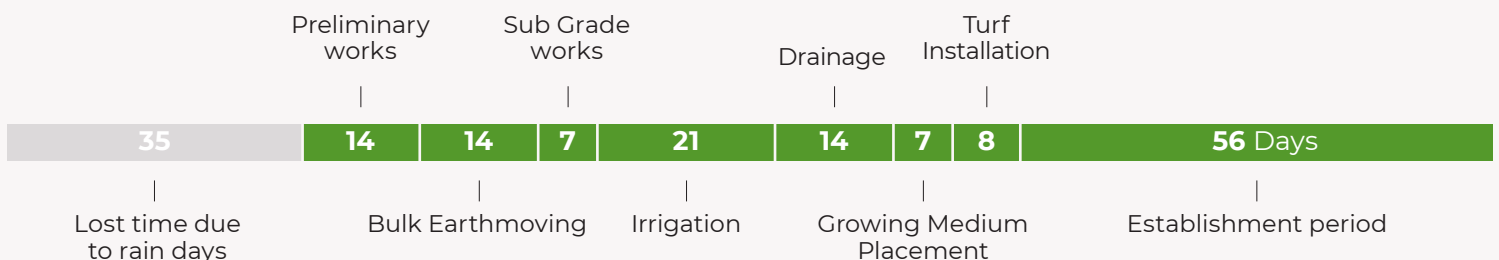 Preliminary
works
Sub Grade
works
Drainage
Turf
Installation
35
14
14
7
21
14
7
8
56 Days
Lost time due
to rain days
Bulk Earthmoving
Irrigation
Growing Medium
Placement
Establishment period